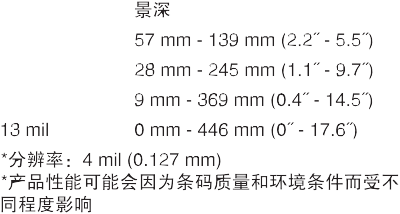 景深
57 mm - 139 mm (2.2˝ - 5.5˝)
28 mm - 245 mm (1.1˝ - 9.7˝)
9 mm - 369 mm (0.4˝ - 14.5˝)
13 mil 0 mm - 446 mm (0˝ - 17.6˝)
*分辨率：4 mil (0.127 mm)
*产品性能可能会因为条码质量和环境条件而受不
同程度影响